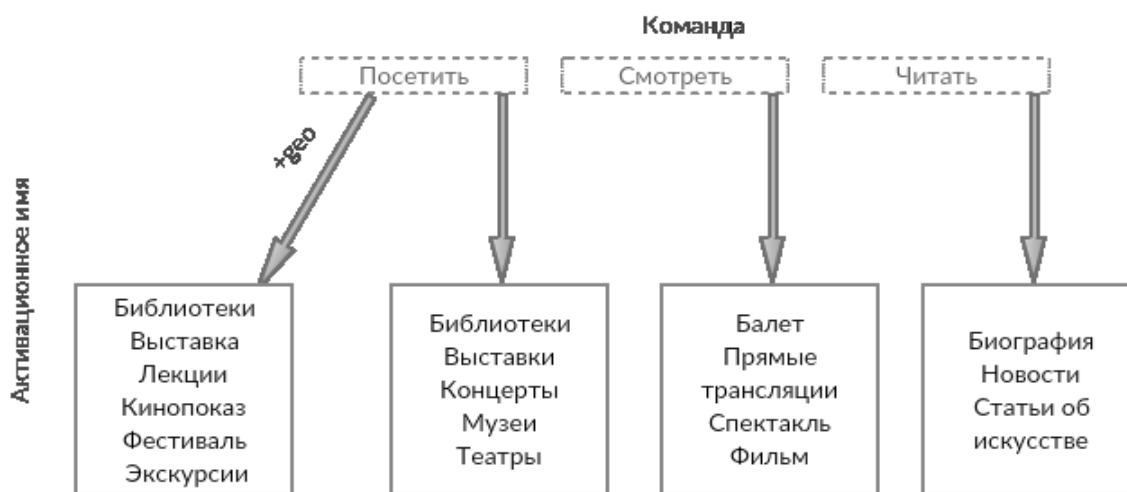 Команда
Посетить
Смотреть
Читать
+geo
Активационное имя
Библиотеки
Выставка
Лекции
Кинопоказ
Фестиваль
Экскурсии
Библиотеки
Выставки
Концерты
Музеи
Театры
Балет
Прямые
трансляции
Спектакль
Фильм
Биография
Новости
Статьи об
искусстве